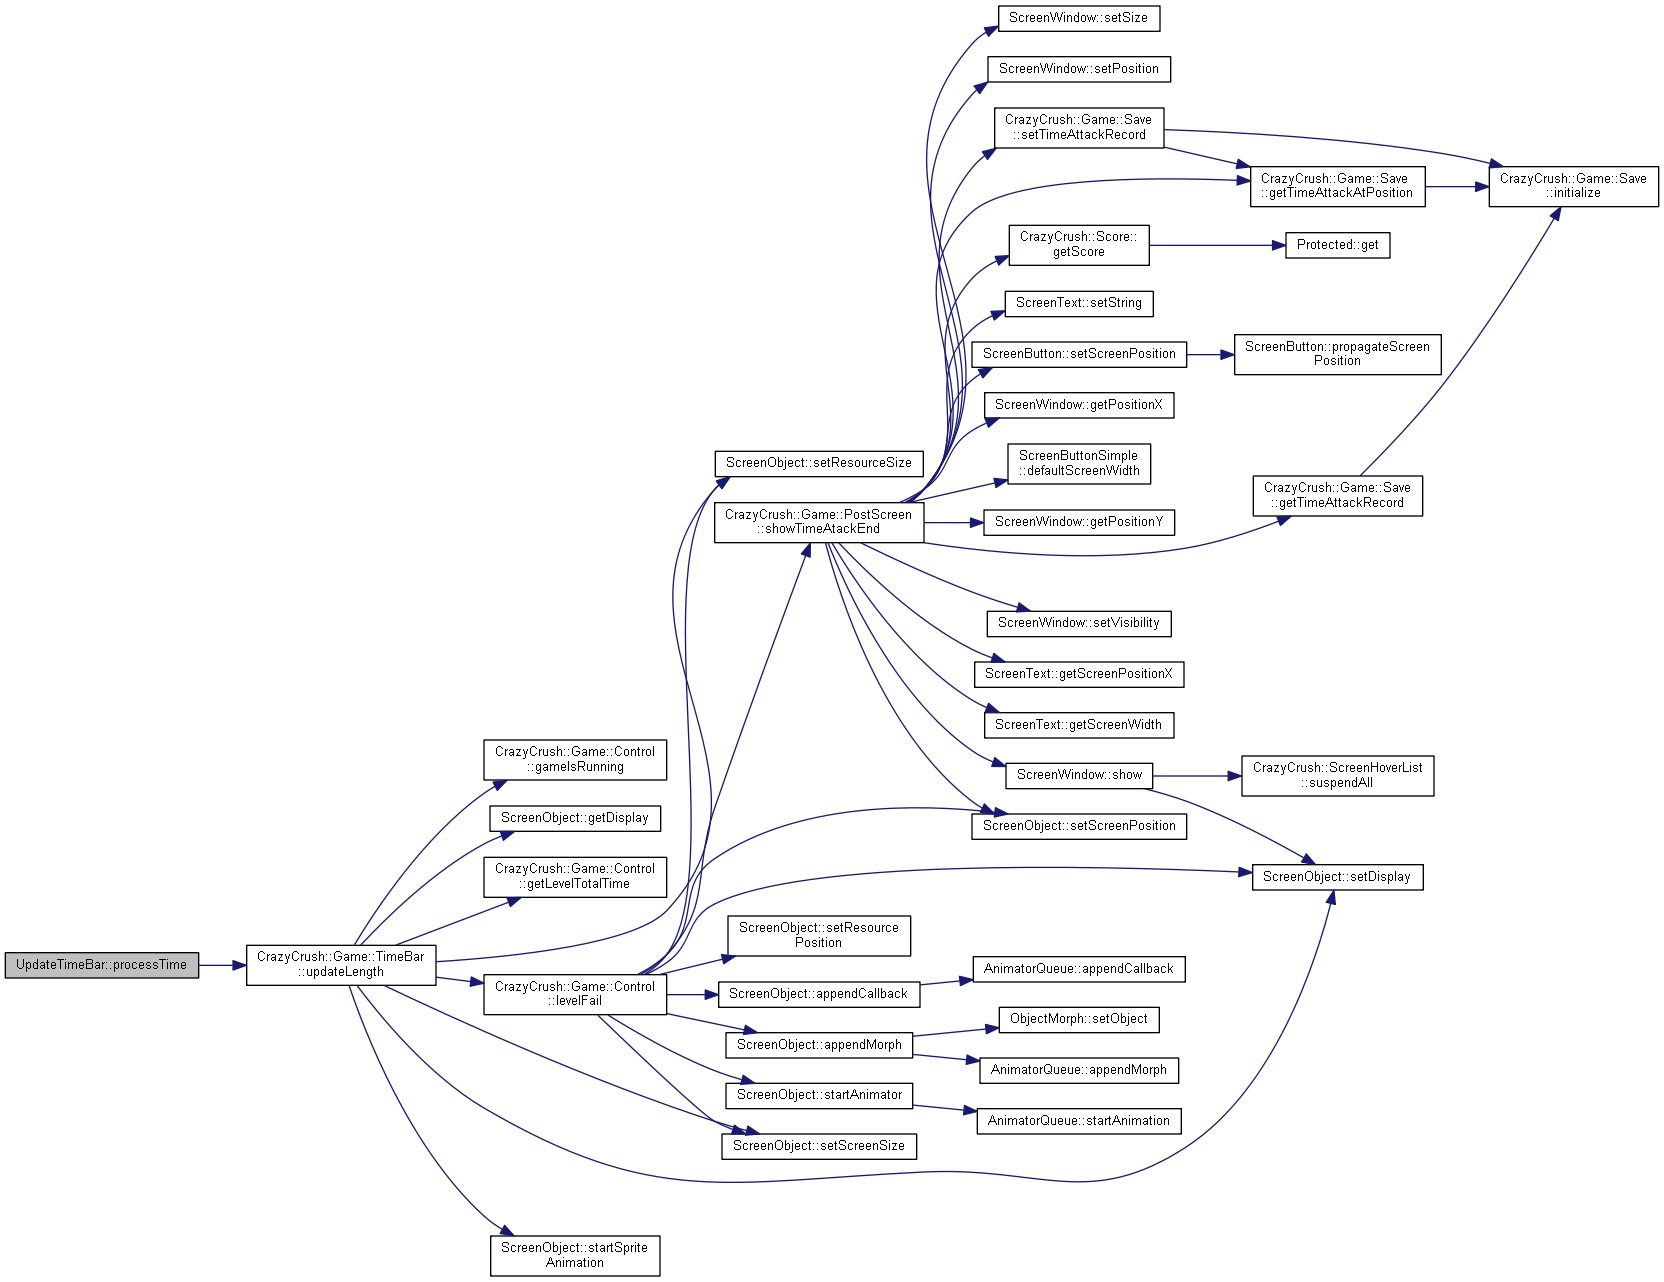 ScreenWindow::setSize
ScreenWindow::setPosition
CrazyCrush::Game::Save
::setTimeAttackRecord
CrazyCrush::Game::Save
::getTimeAttackAtPosition
CrazyCrush::Game::Save
::initialize
CrazyCrush::Score::
getScore
Protected::get
ScreenText::setString
ScreenButton::setScreenPosition
ScreenButton::propagateScreen
Position
ScreenWindow::getPositionX
ScreenButtonSimple
::defaultScreenWidth
ScreenObject::setResourceSize
CrazyCrush::Game::PostScreen
::showTimeAtackEnd
ScreenWindow::getPositionY
CrazyCrush::Game::Save
::getTimeAttackRecord
ScreenWindow::setVisibility
ScreenText::getScreenPositionX
ScreenText::getScreenWidth
ScreenWindow::show
CrazyCrush::ScreenHoverList
::suspendAll
CrazyCrush::Game::Control
::gameIsRunning
ScreenObject::getDisplay
ScreenObject::setScreenPosition
CrazyCrush::Game::Control
::getLevelTotalTime
ScreenObject::setDisplay
ScreenObject::setResource
Position
UpdateTimeBar::processTime
CrazyCrush::Game::TimeBar
::updateLength
CrazyCrush::Game::Control
::levelFail
ScreenObject::appendCallback
AnimatorQueue::appendCallback
ScreenObject::appendMorph
ObjectMorph::setObject
AnimatorQueue::appendMorph
ScreenObject::startAnimator
AnimatorQueue::startAnimation
ScreenObject::setScreenSize
ScreenObject::startSprite
Animation